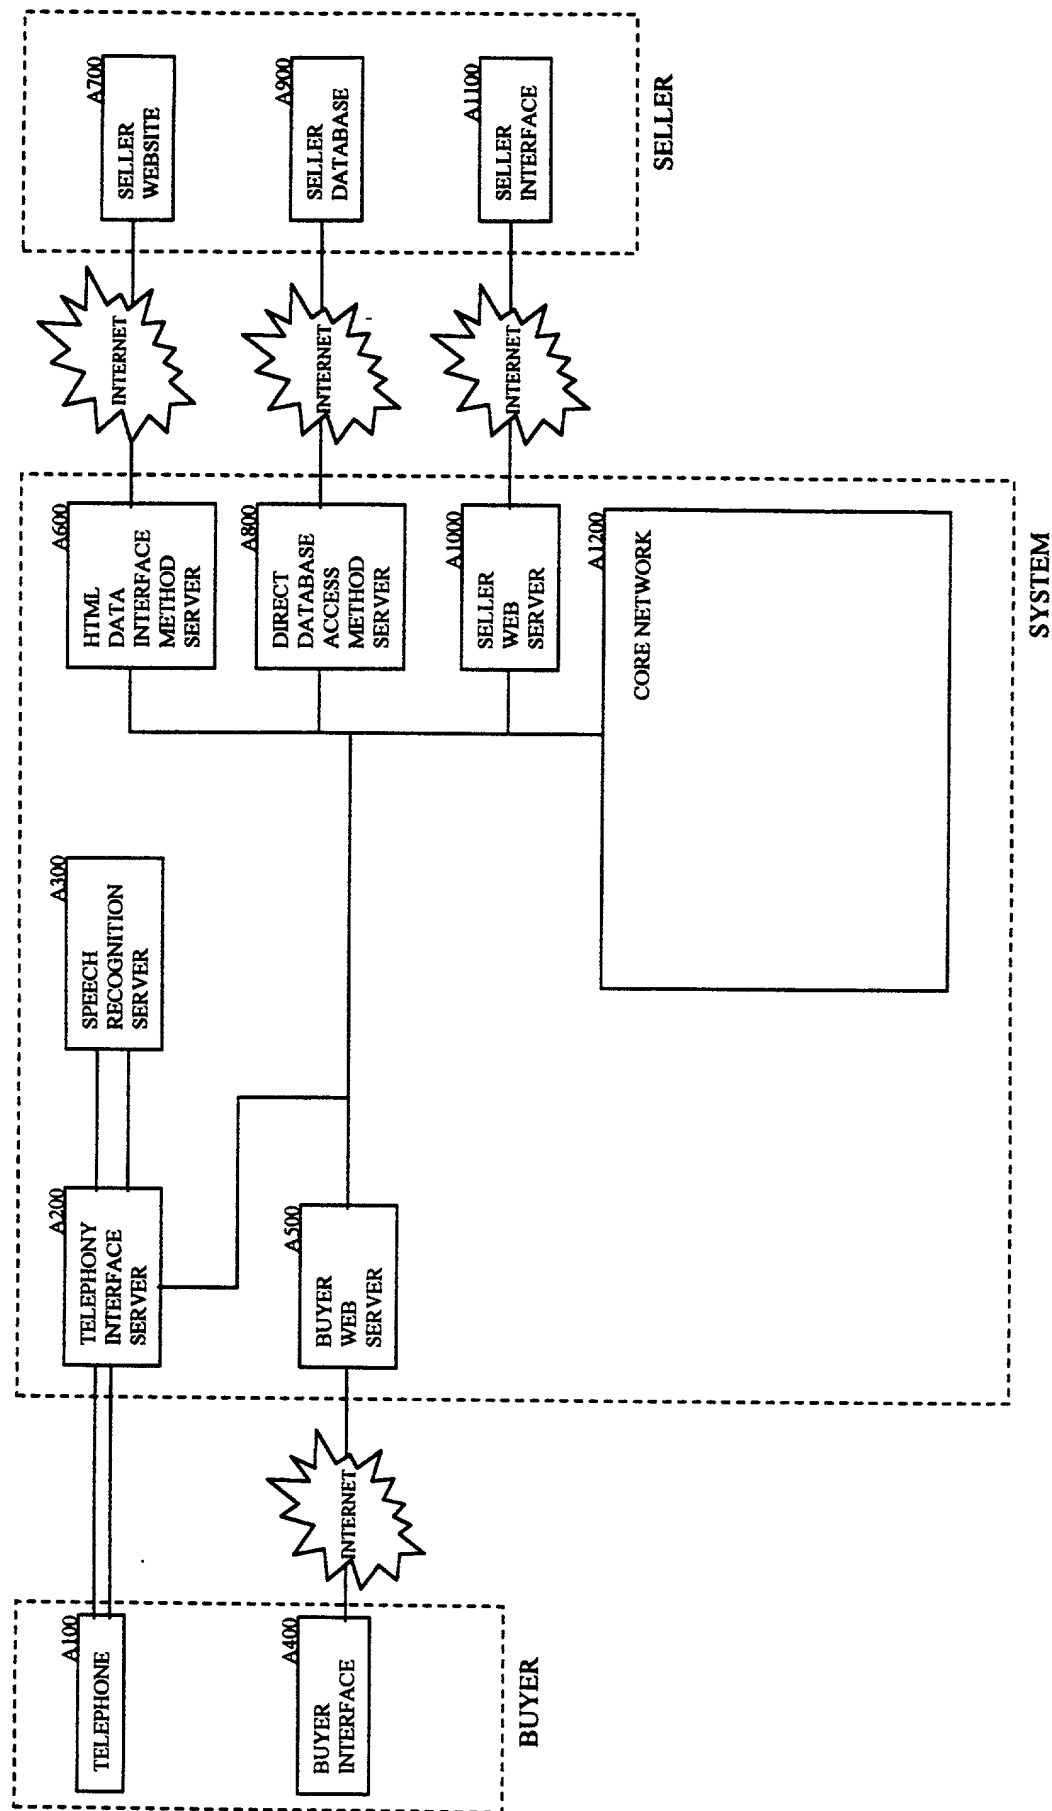 A100
TELEPHONE
A400
BUYER
INTERFACE
BUYER
INTERNET
A200
TELEPHONY
INTERFACE
SERVER
A300
SPEECH
RECOGNITION
SERVER
A500
BUYER
WEB
SERVER
A600
HTML
DATA
INTERFACE
METHOD
SERVER
A800
DIRECT
DATABASE
ACCESS
METHOD
SERVER
A1000
SELLER
WEB
SERVER
A1200
CORE NETWORK
SYSTEM
INTERNET
INTERNET
INTERNET
A700
SELLER
WEBSITE
A900
SELLER
DATABASE
A1100
SELLER
INTERFACE
SELLER